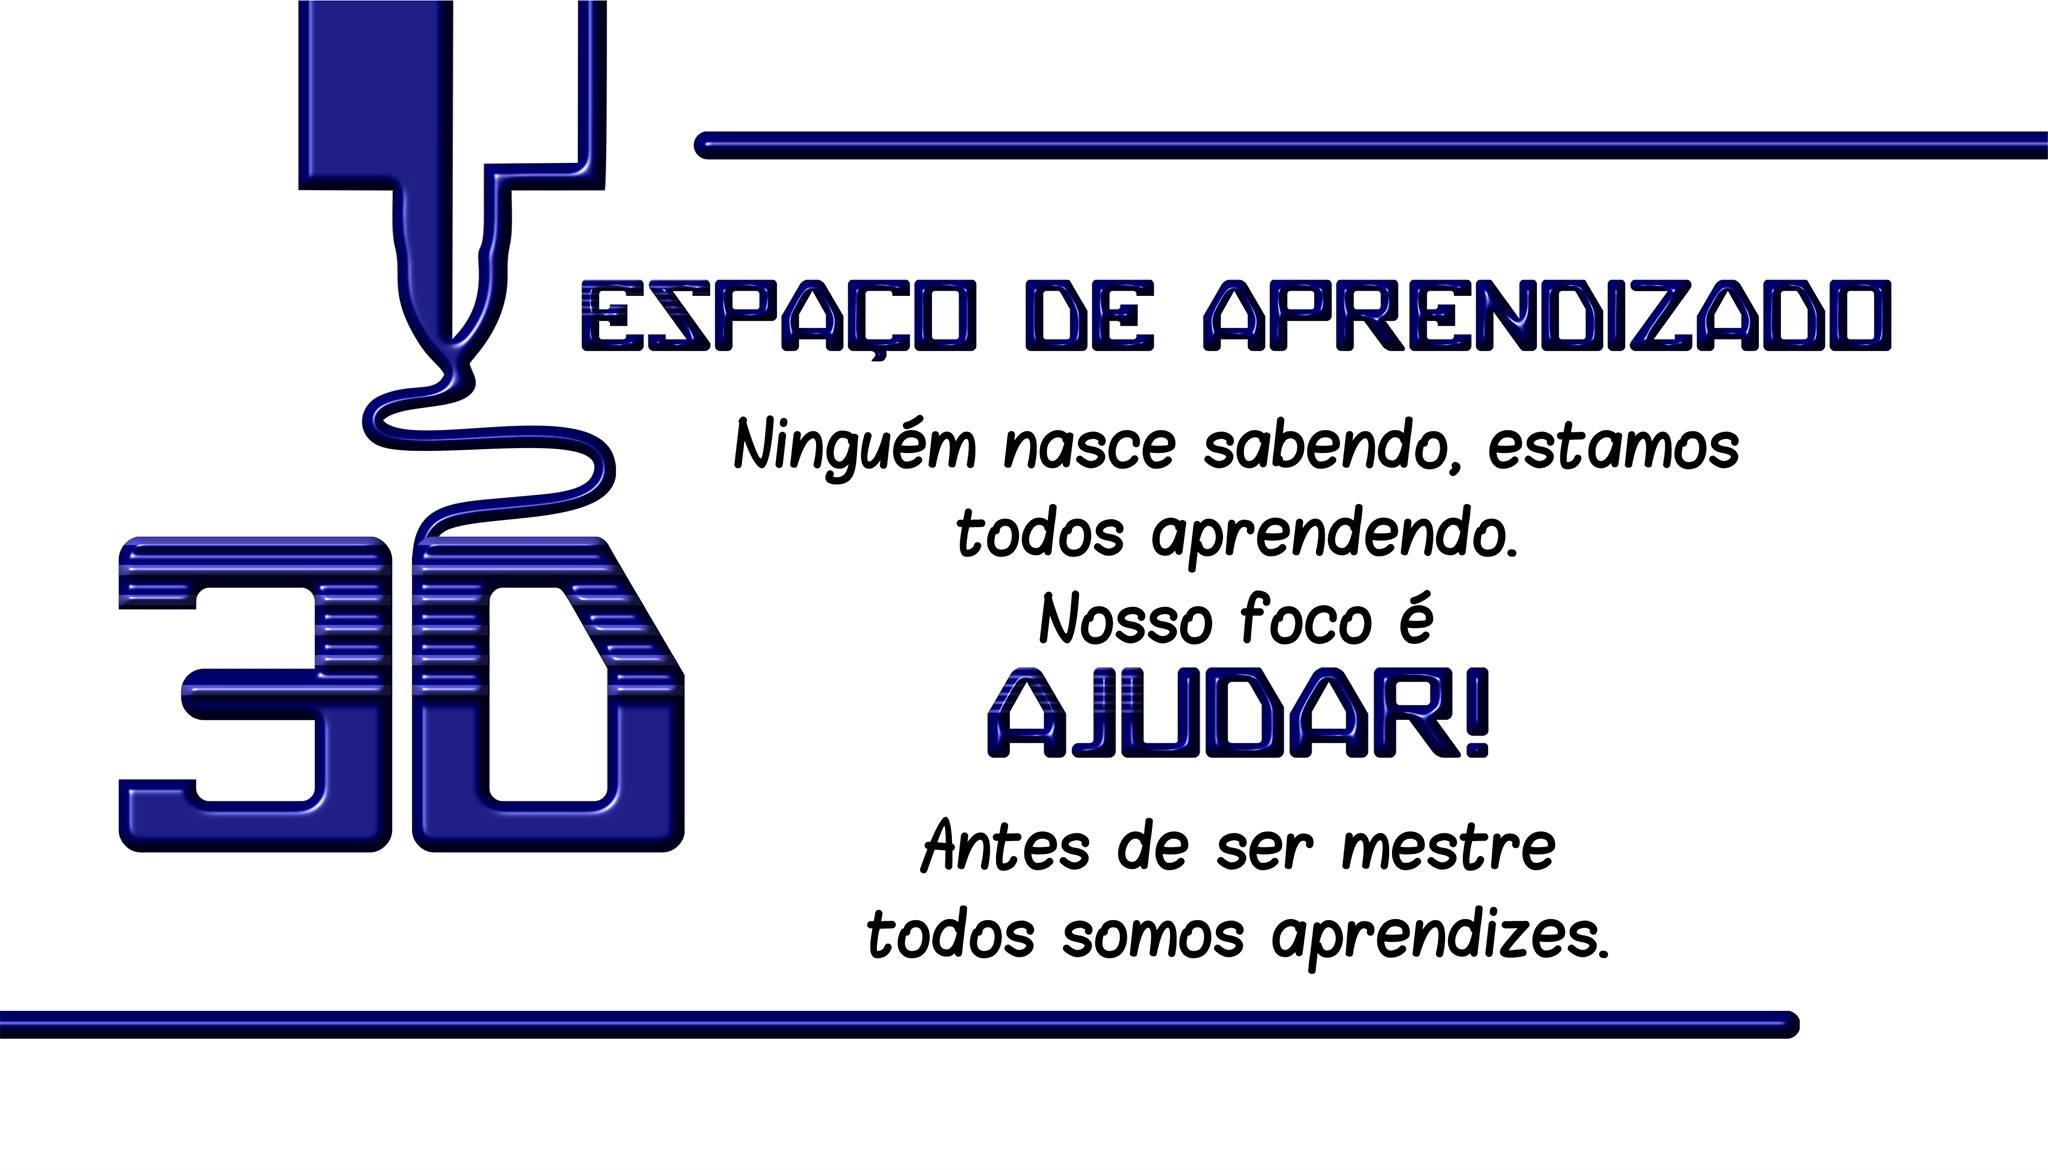 ESPAÇO DE APRENDIZADO
Ninguém nasce sabendo, estamos
todos aprendendo.
Nosso foco é
AJUDAR!
Antes de ser mestre
todos somos aprendizes.
3D